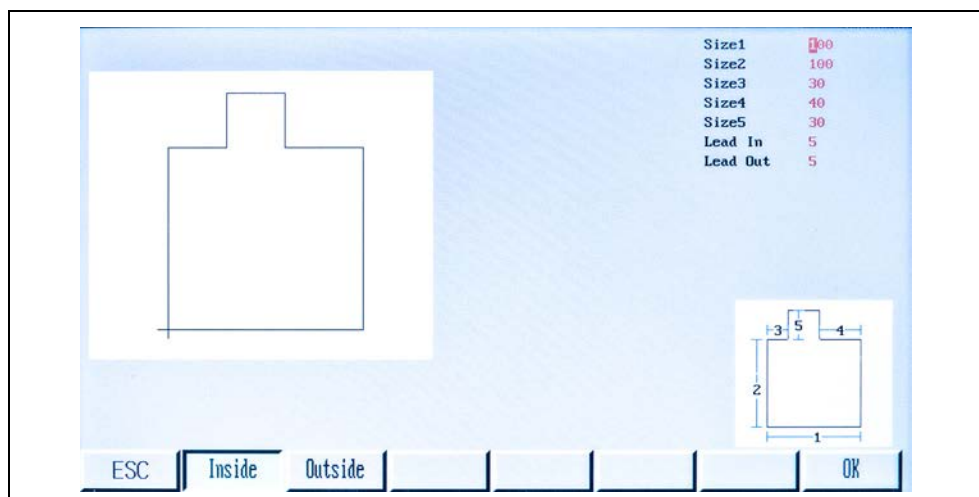 Size1 100
Size2 100
Size3 30
Size4 40
Size5 30
Lead In 5
Lead Out 5
3 5 4
2
1
ESC Inside Outside OK